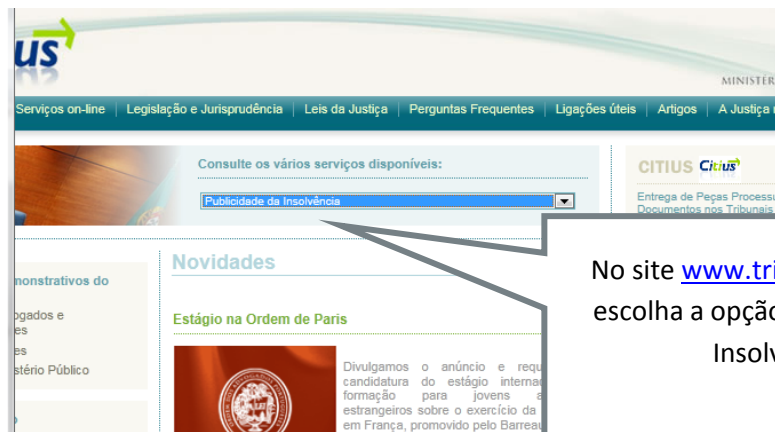 us
MINISTÉR
Serviços on-line | Legislação e Jurisprudência | Leis da Justiça | Perguntas Frequentes | Ligações úteis | Artigos | A Justiça
Consulte os vários serviços disponíveis:
Publicidade da Insolvência
CITIUS Citius
Entrega de Peças Processu
Documentos nos Tribunais
No site www.tri
escolha a opção
Insolv
monstrativos do
ogados e
es
es
stério Público
Novidades
Estágio na Ordem de Paris
Divulgamos o anúncio e requ
candidatura do estágio internac
formação para jovens a
estrangeiros sobre o exercício da
em França, promovido pelo Barreau